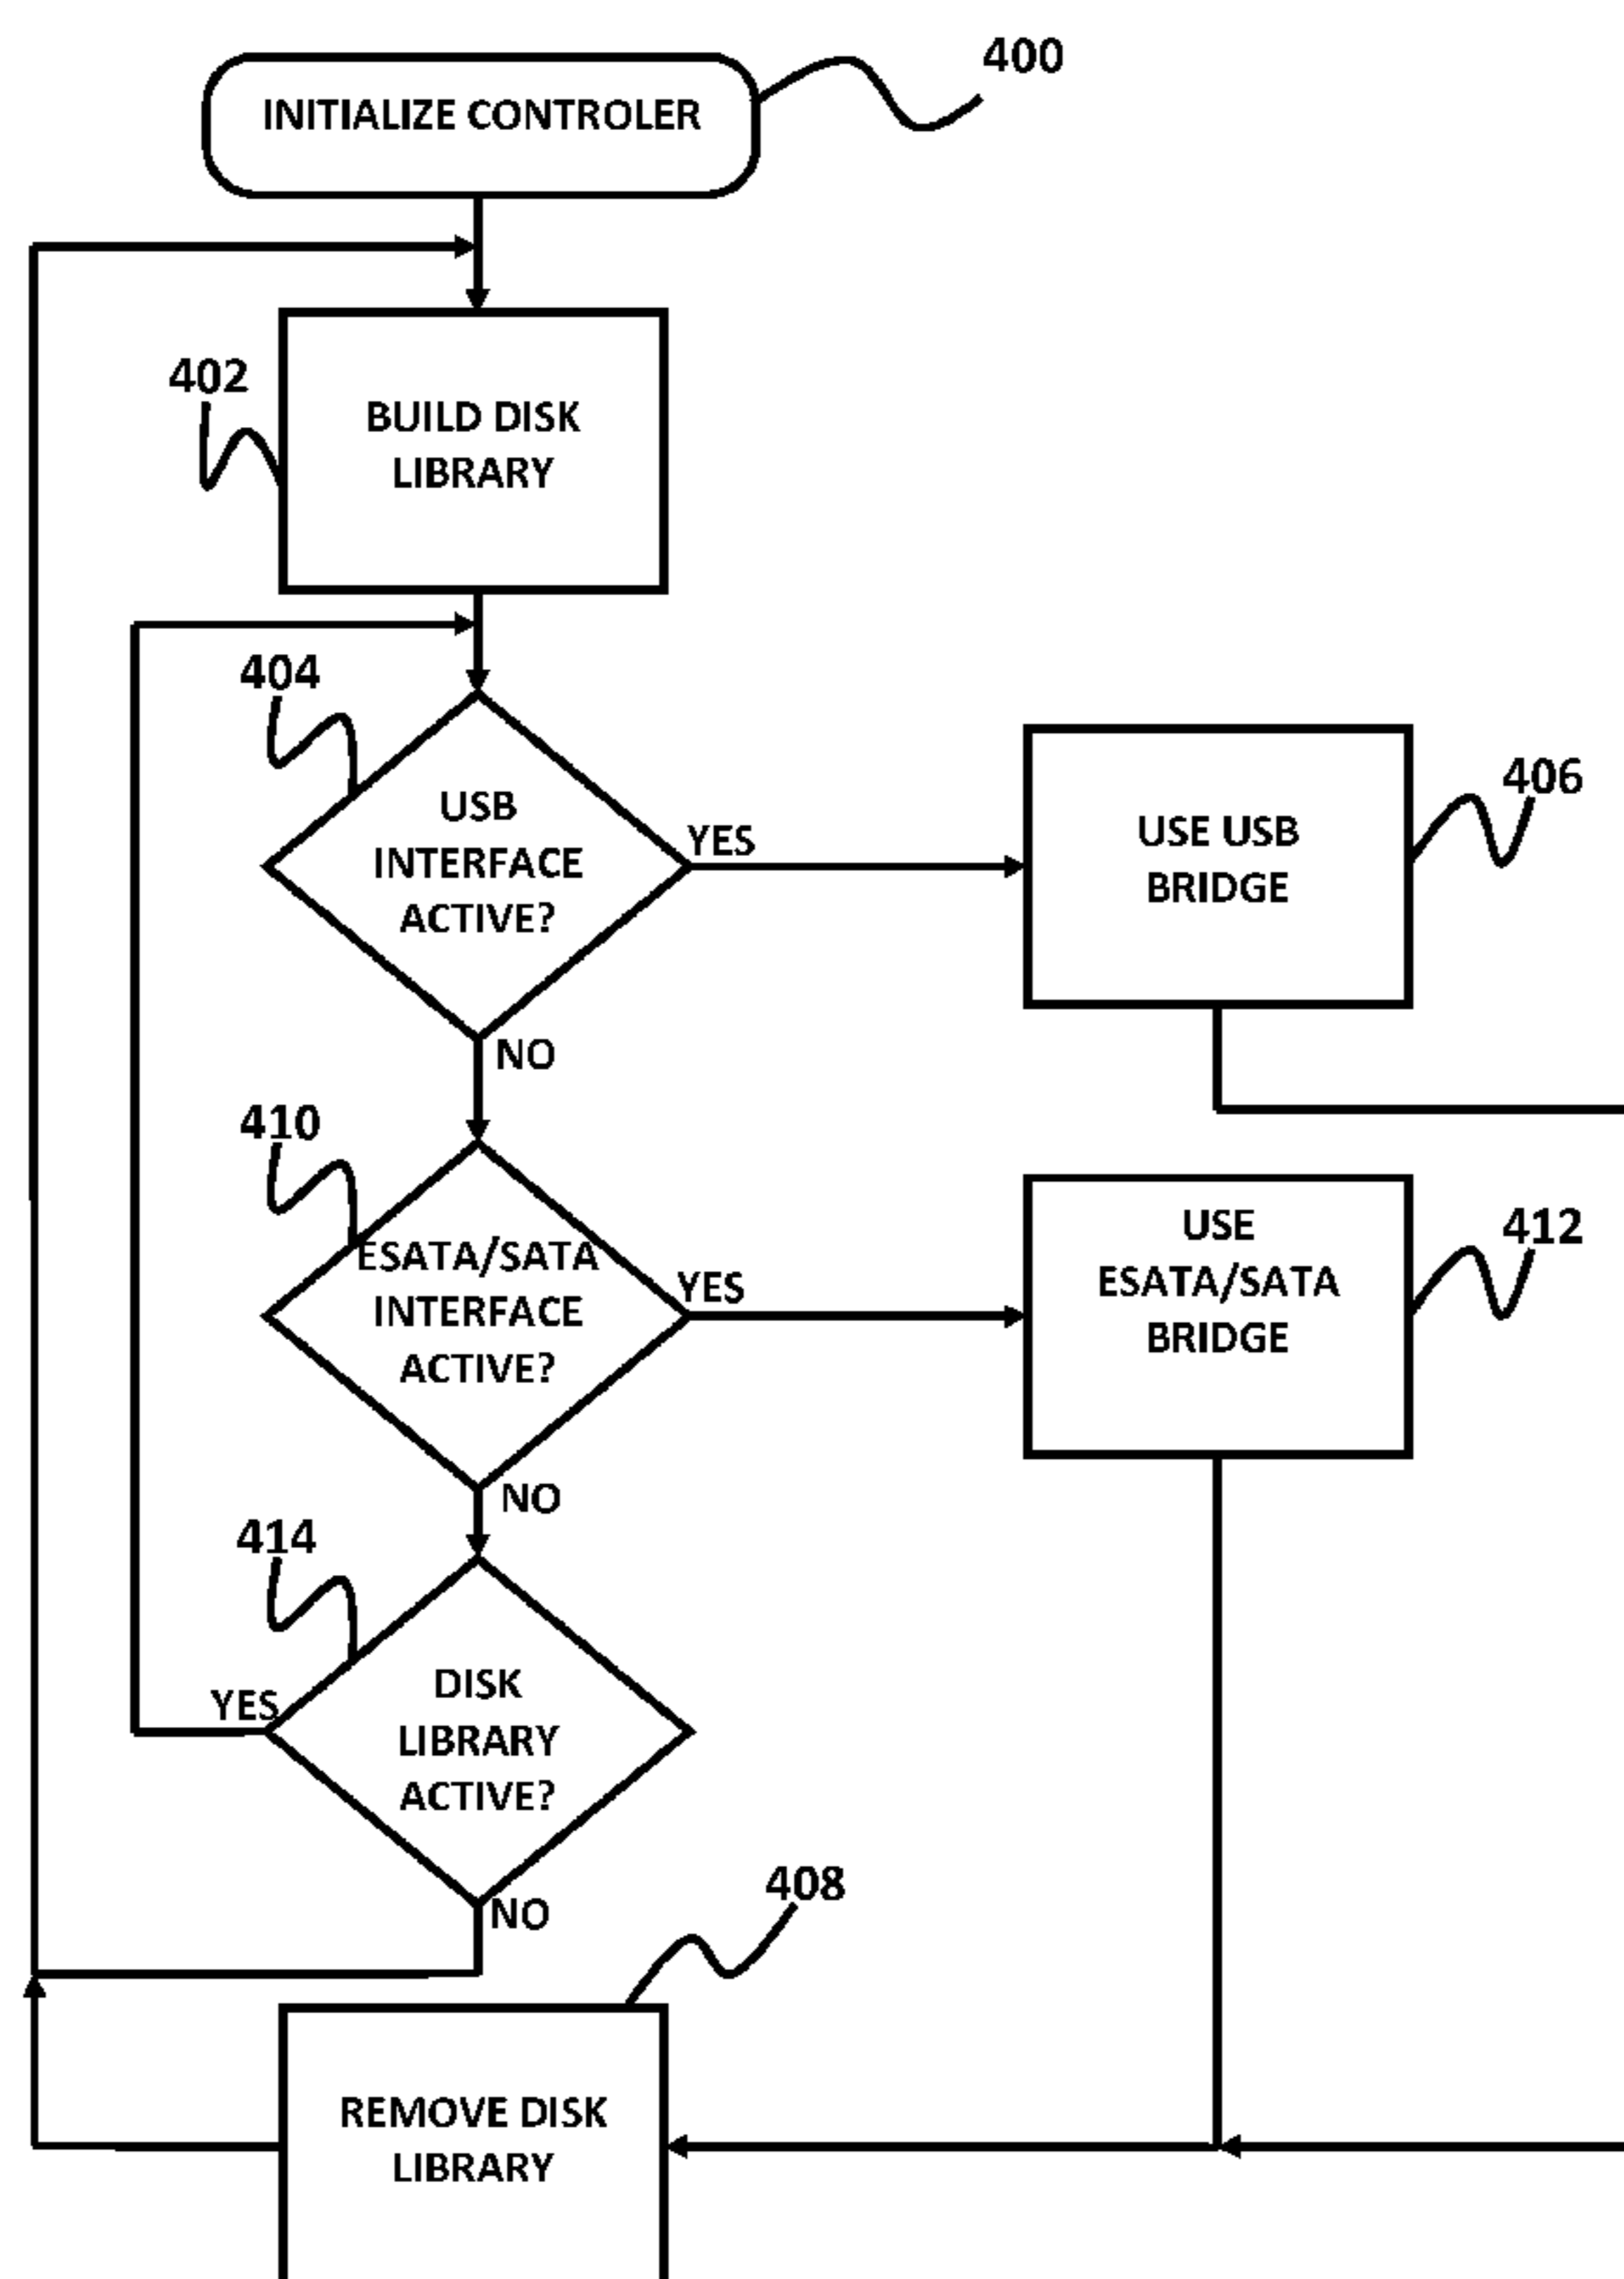 400
INITIALIZE CONTROLER
402
BUILD DISK
LIBRARY
404
USB
INTERFACE
ACTIVE?
YES
USE USB
BRIDGE
406
NO
410
ESATA/SATA
INTERFACE
ACTIVE?
YES
USE
ESATA/SATA
BRIDGE
412
NO
414
DISK
LIBRARY
ACTIVE?
YES
NO
408
REMOVE DISK
LIBRARY